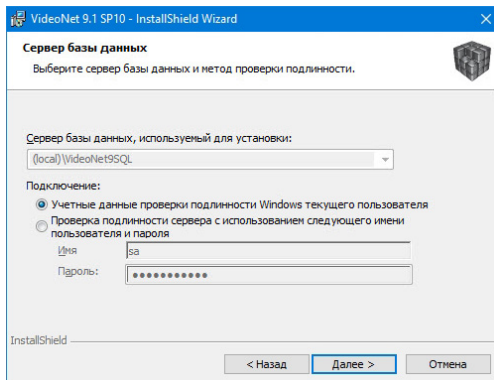 VideoNet 9.1 SP10 - InstallShield Wizard
Сервер базы данных
Выберите сервер базы данных и метод проверки подлинности.
Сервер базы данных, используемый для установки:
(local)\VideoNet9SQL
Подключение:
Учетные данные проверки подлинности Windows текущего пользователя
Проверка подлинности сервера с использованием следующего имени
пользователя и пароля
Имя
sa
Пароль:
•••••••••••
InstallShield
< Назад
Далее >
Отмена